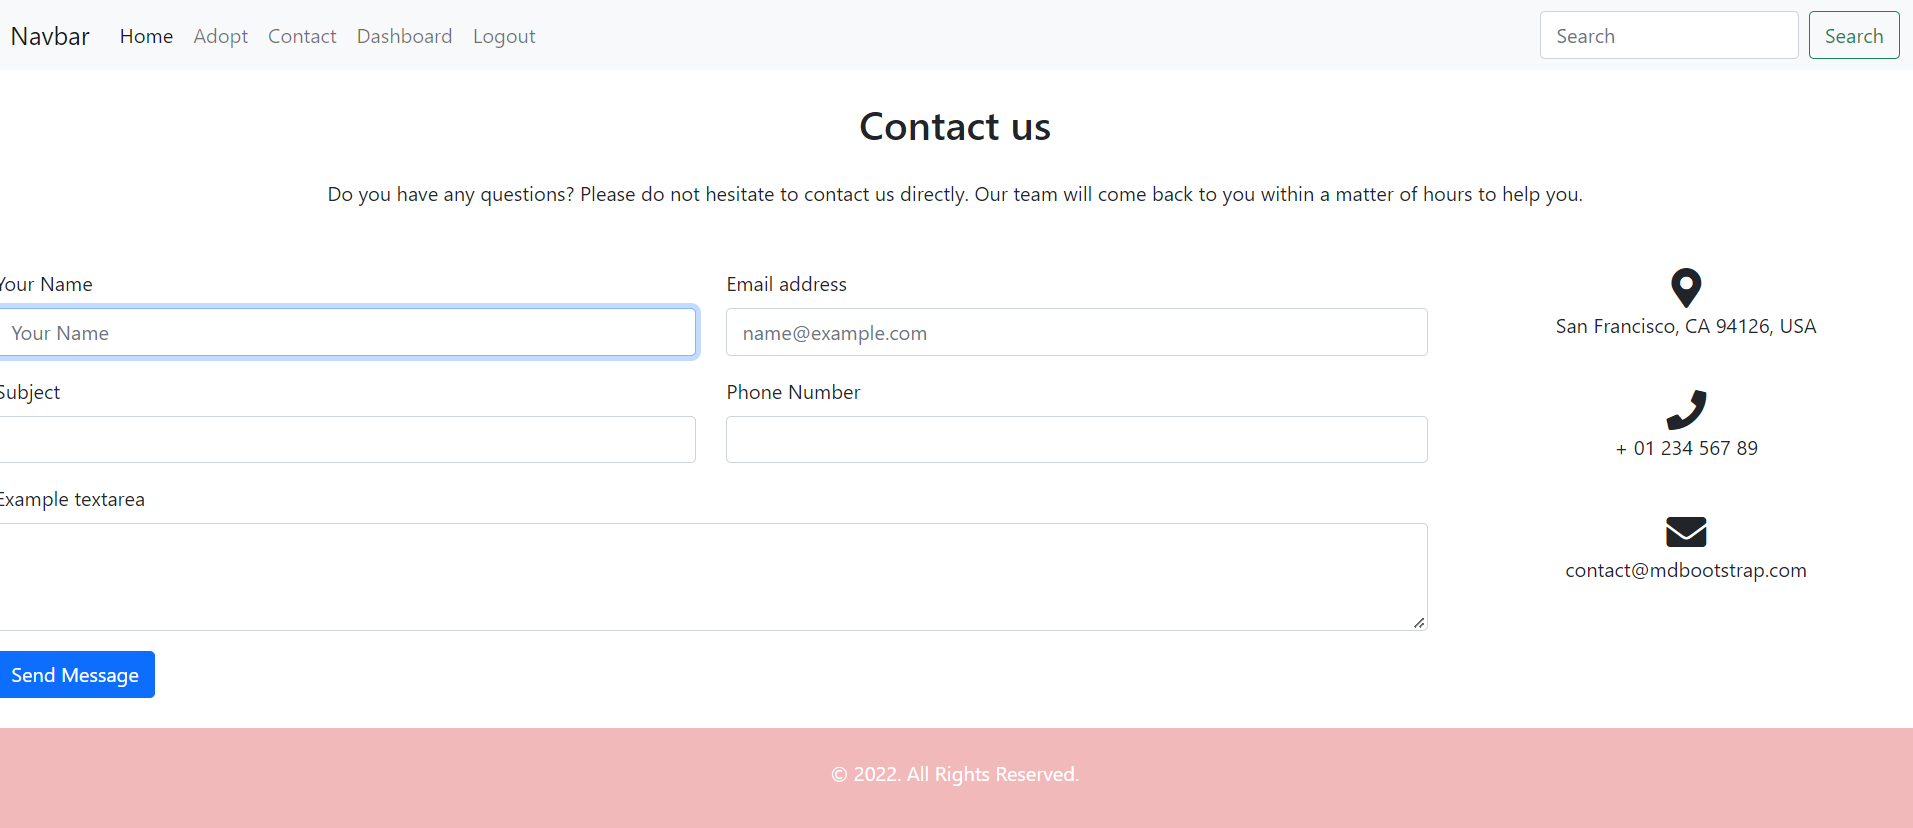 Navbar Home Adopt Contact Dashboard Logout Search Search
Contact us
Do you have any questions? Please do not hesitate to contact us directly. Our team will come back to you within a matter of hours to help you.
Your Name
Your Name
Email address
name@example.com
Subject
Phone Number
Example textarea
Send Message
San Francisco, CA 94126, USA
+ 01 234 567 89
contact@mdbootstrap.com
© 2022. All Rights Reserved.